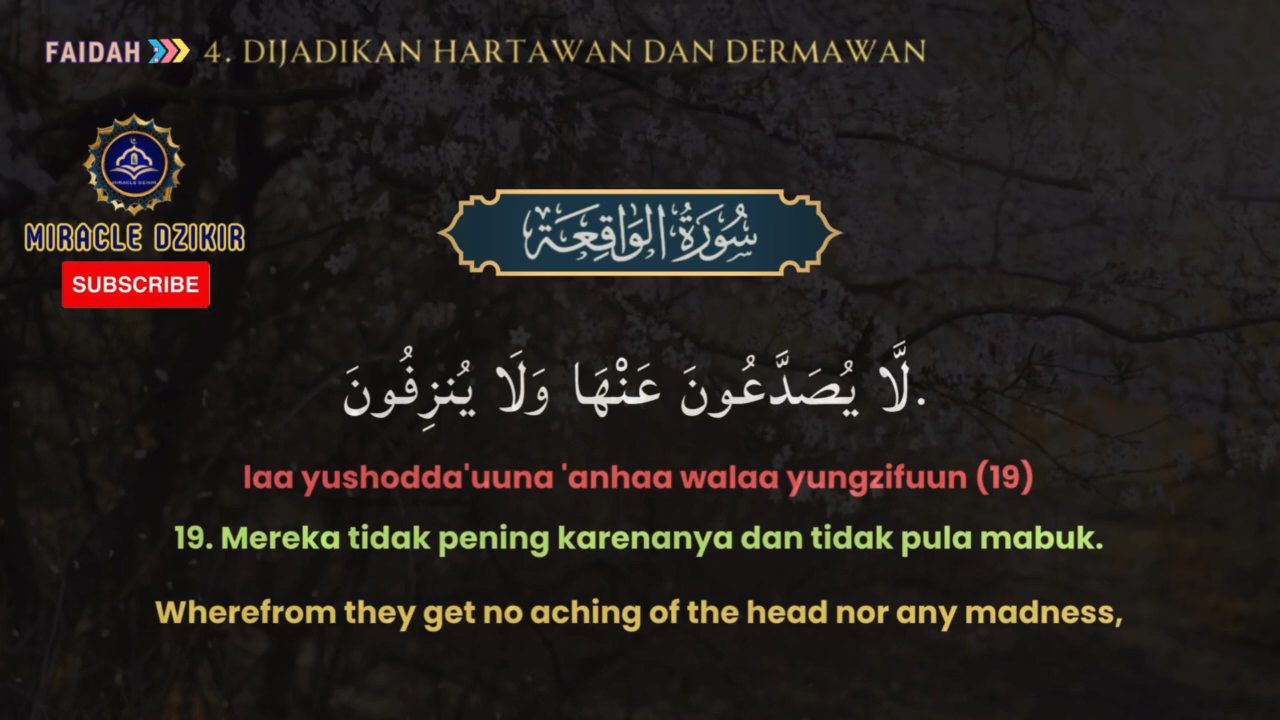 FAIDAH 4. DIJADIKAN HARTAWAN DAN DERMAWAN
MIRACLE DZIKIR
MIRACLE DZIKIR
SUBSCRIBE
سُورَةُ الوَاقِعَة
لَّا يُصَدَّعُونَ عَنْهَا وَلَا يُنزِفُونَ.
laa yushodda'uuna 'anhaa walaa yungzifuun (19)
19. Mereka tidak pening karenanya dan tidak pula mabuk.
Wherefrom they get no aching of the head nor any madness,